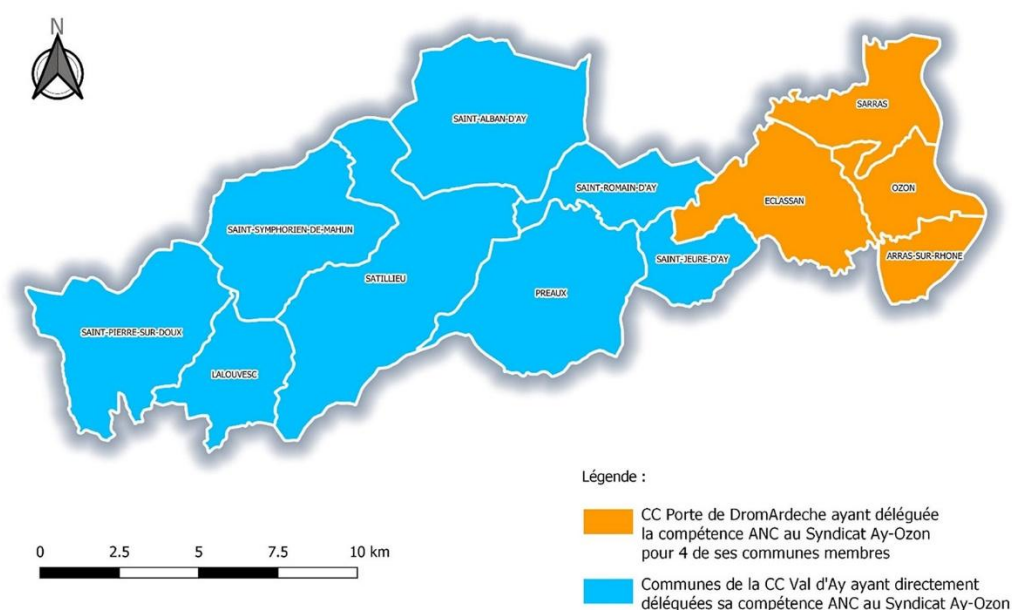 N
SARRAS
SAINT-ALBAN-D'AY
SAINT-ROMAIN-D'AY
OZON
ECLASSAN
SAINT-SYMPHORIEN-DE-MAHUN
ARRAS-SUR-RHONE
SAINT-JEURE-D'AY
SATILLIEU
PREAUX
SAINT-PIERRE-SUR-DOUX
LALOUVESC
Légende :
CC Porte de DromArdeche ayant déléguée
la compétence ANC au Syndicat Ay-Ozon
pour 4 de ses communes membres
0 2.5 5 7.5 10 km
Communes de la CC Val d'Ay ayant directement
déléguées sa compétence ANC au Syndicat Ay-Ozon